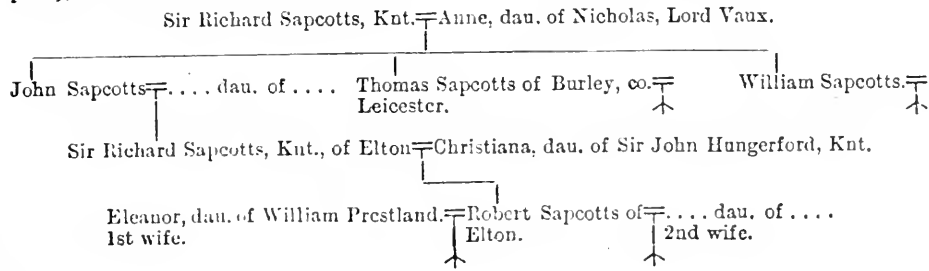 Sir Richard Sapcotts, Knt.=Anne, dau. of Nicholas, Lord Vaux.
John Sapcotts=.... dau. of .... Thomas Sapcotts of Burley, co.= William Sapcotts.=
Leicester.
Sir Richard Sapcotts, Knt., of Elton=Christiana, dau. of Sir John Hungerford, Knt.
Eleanor, dau. of William Prestland.=Robert Sapcotts of=.... dau. of ....
1st wife. Elton. 2nd wife.